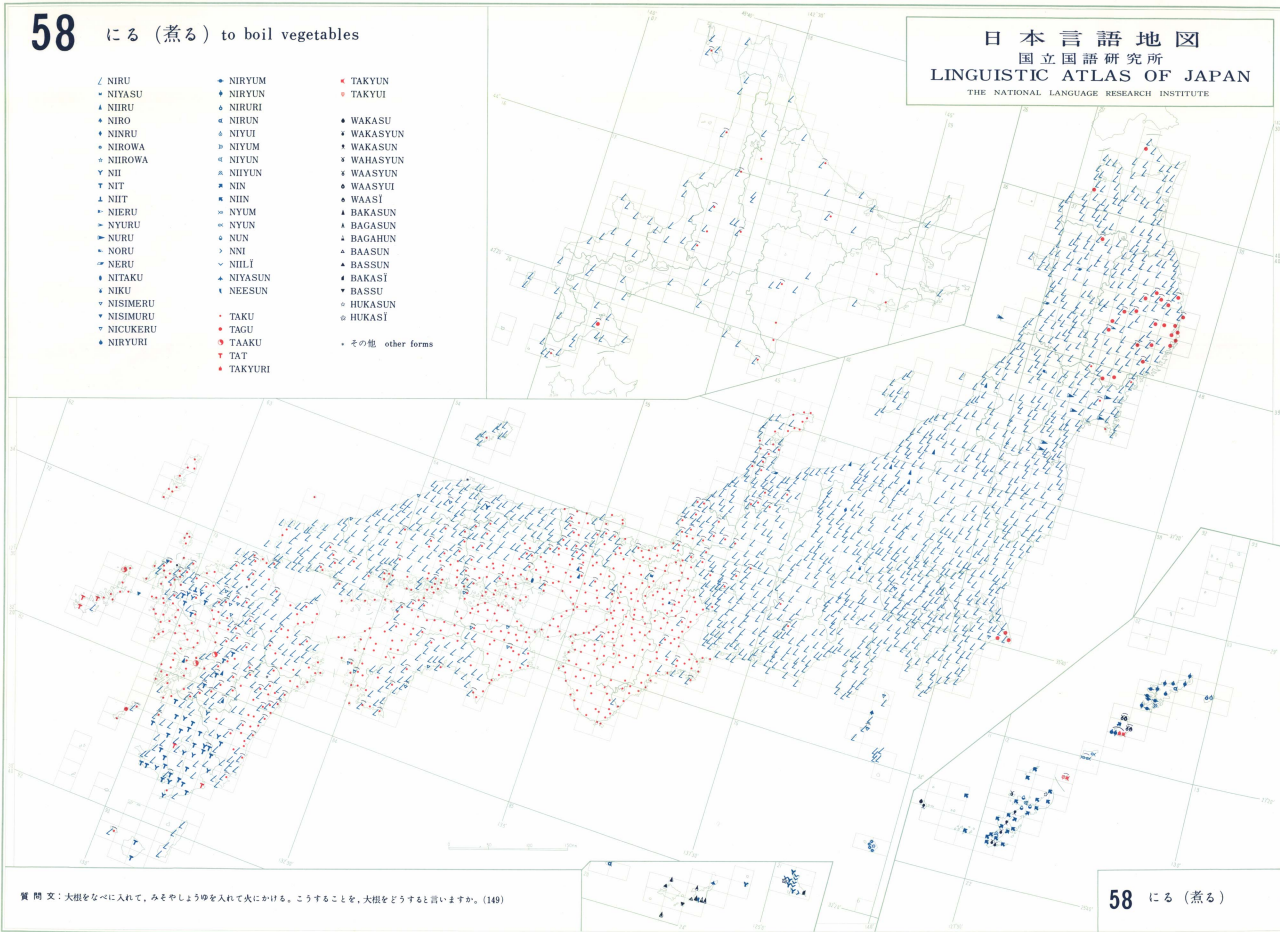 58 にる (煮る) to boil vegetables
日本言語地図
国立国語研究所
LINGUISTIC ATLAS OF JAPAN
THE NATIONAL LANGUAGE RESEARCH INSTITUTE
NIRU
NIYASU
NIIRU
NIRO
NINRU
NIROWA
NIIROWA
NII
NIT
NIIT
NIERU
NYURU
NURU
NORU
NERU
NITAKU
NIKU
NISIMERU
NISIMURU
NICUKERU
NIRYURI
NIRYUM
NIRYUN
NIRURI
NIRUN
NIYUI
NIYUM
NIYUN
NIIYUN
NIN
NIIN
NYUM
NYUN
NUN
NNI
NIILÏ
NIYASUN
NEESUN
TAKU
TAGU
TAAKU
TAT
TAKYURI
TAKYUN
TAKYUI
WAKASU
WAKASYUN
WAKASUN
WAHASYUN
WAASYUN
WAASYUI
WAASÏ
BAKASUN
BAGASUN
BAGAHUN
BAASUN
BASSUN
BAKASÏ
BASSU
HUKASUN
HUKASÏ
その他 other forms
質問文：大根をなべに入れて，みそやしょうゆを入れて火にかける。こうすることを，大根をどうすると言いますか。(149)
58 にる (煮る)